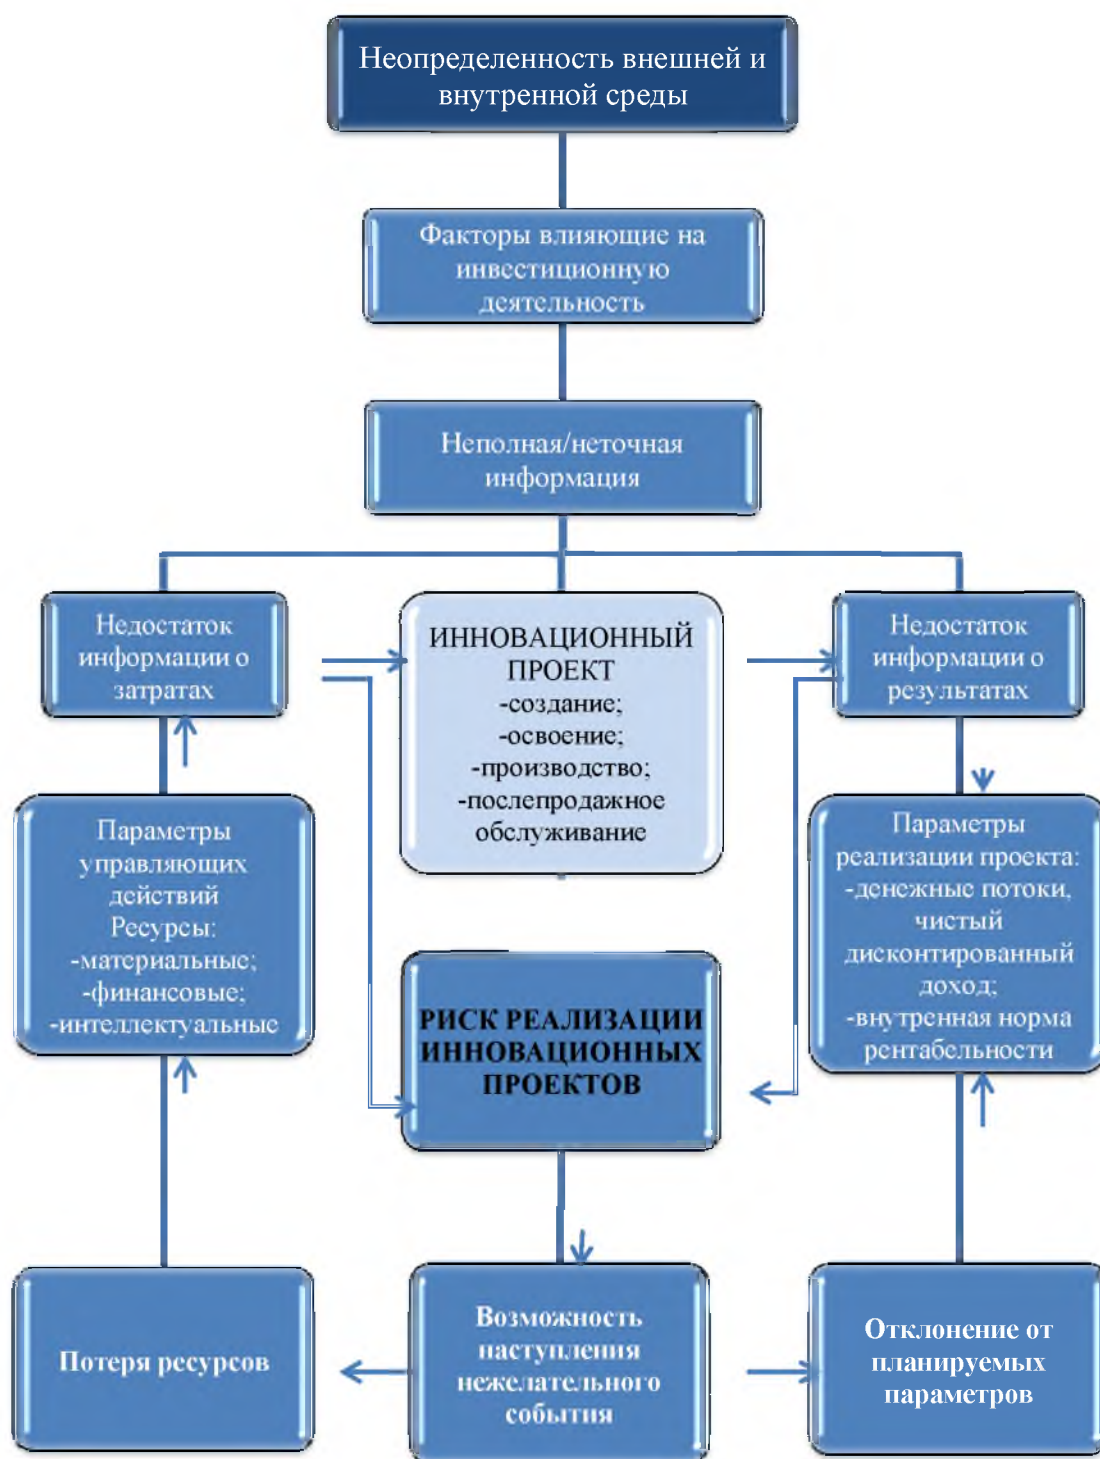 Неопределенность внешней и
внутренной среды
Факторы влияющие на
инвестиционную
деятельность
Неполная/неточная
информация
Недостаток
информации о
затратах
ИННОВАЦИОННЫЙ
ПРОЕКТ
-создание;
-освоение;
-производство;
-послепродажное
обслуживание
Недостаток
информации о
результатах
Параметры
управляющих
действий
Ресурсы:
-материальные;
-финансовые;
-интеллектуальные
РИСК РЕАЛИЗАЦИИ
ИННОВАЦИОННЫХ
ПРОЕКТОВ
Параметры
реализации проекта:
-денежные потоки,
чистый
дисконтированный
доход;
-внутренная норма
рентабельности
Потеря ресурсов
Возможность
наступления
нежелательного
события
Отклонение от
планируемых
параметров